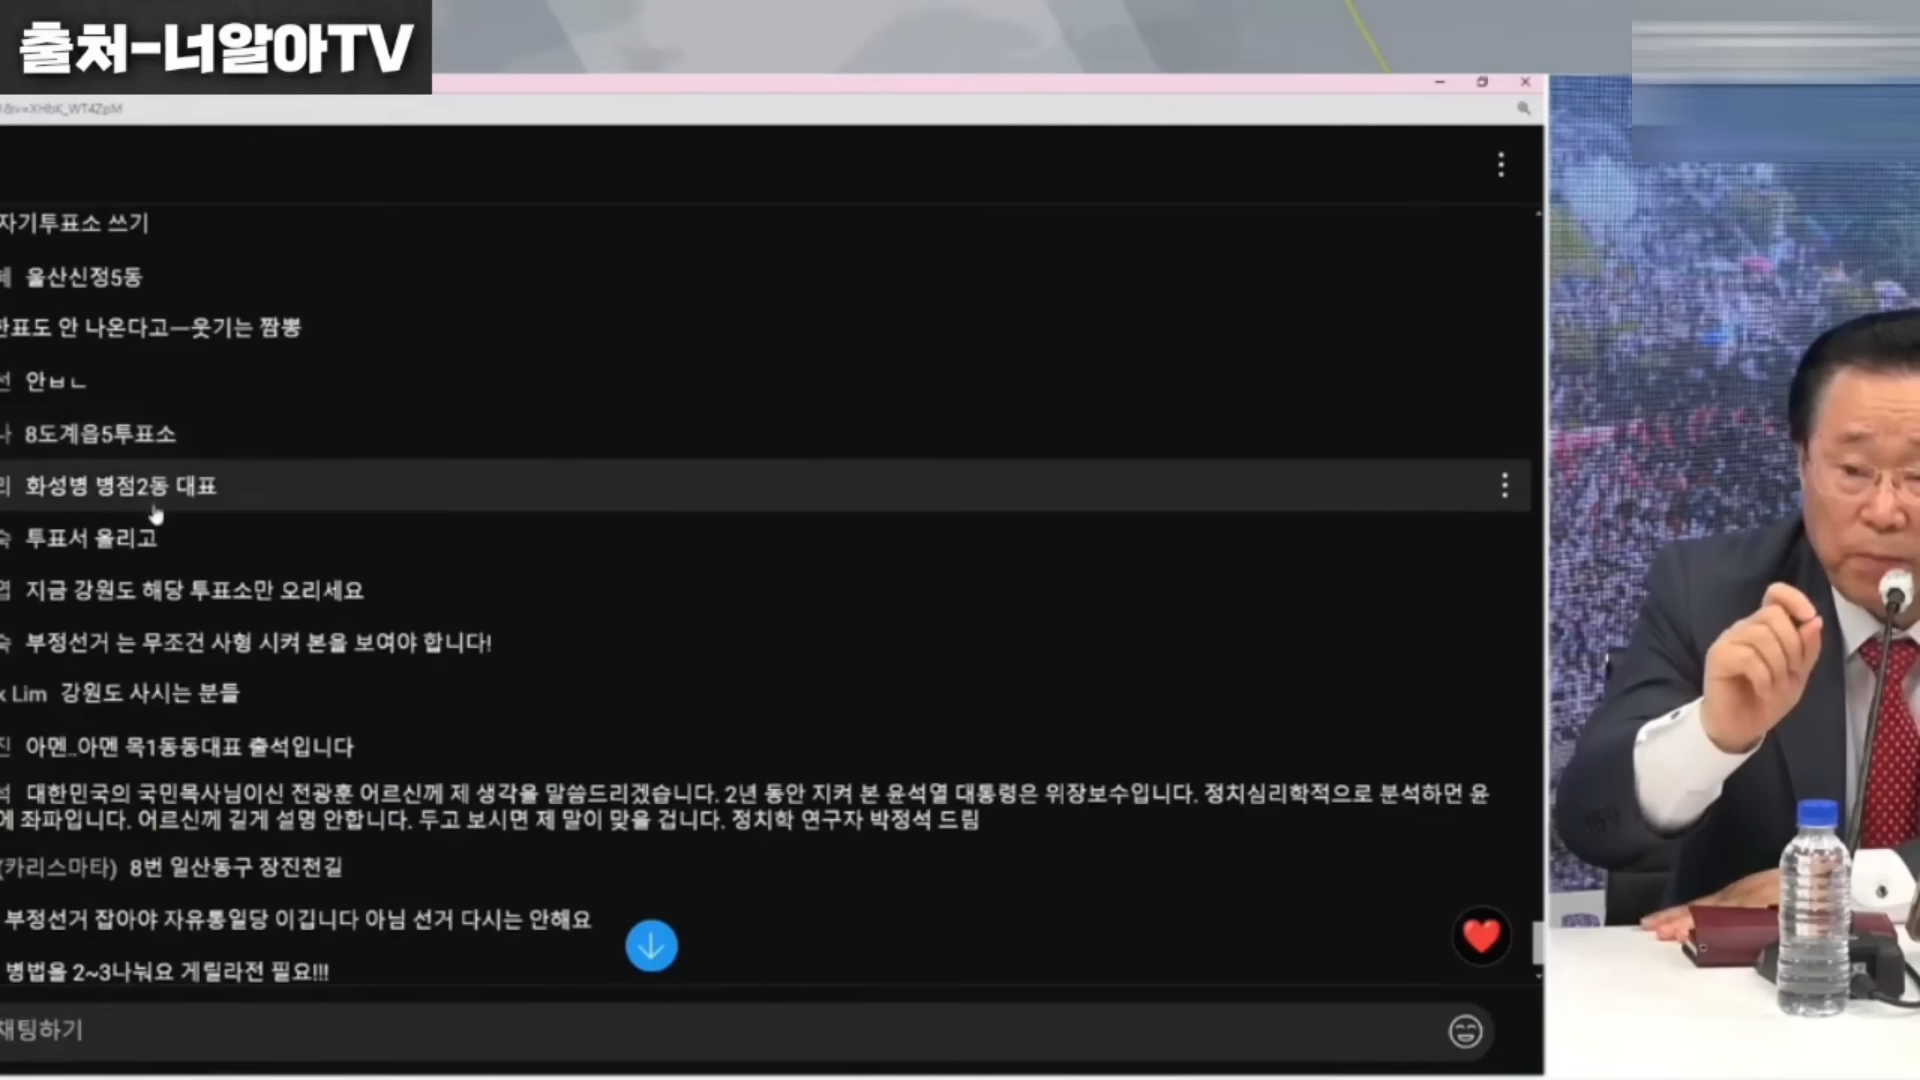 출처-너알아TV
&v=XHbK_WT4ZpM
자기투표소 쓰기
혜 울산신정5동
한표도 안 나온다고—웃기는 짬뽕
선 안ㅂㄴ
나 8도계읍5투표소
리 화성병 병점2동 대표
숙 투표서 올리고
엽 지금 강원도 해당 투표소만 오리세요
숙 부정선거 는 무조건 사형 시켜 본을 보여야 합니다!
x Lim 강원도 사시는 분들
진 아멘..아멘 목1동동대표 출석입니다
석 대한민국의 국민목사님이신 전광훈 어르신께 제 생각을 말씀드리겠습니다. 2년 동안 지켜 본 윤석열 대통령은 위장보수입니다. 정치심리학적으로 분석하면 윤
에 좌파입니다. 어르신께 길게 설명 안합니다. 두고 보시면 제 말이 맞을 겁니다. 정치학 연구자 박정석 드림
(카리스마타) 8번 일산동구 장진천길
부정선거 잡아야 자유통일당 이깁니다 아님 선거 다시는 안해요
병법을 2~3나눠요 게릴라전 필요!!!
채팅하기